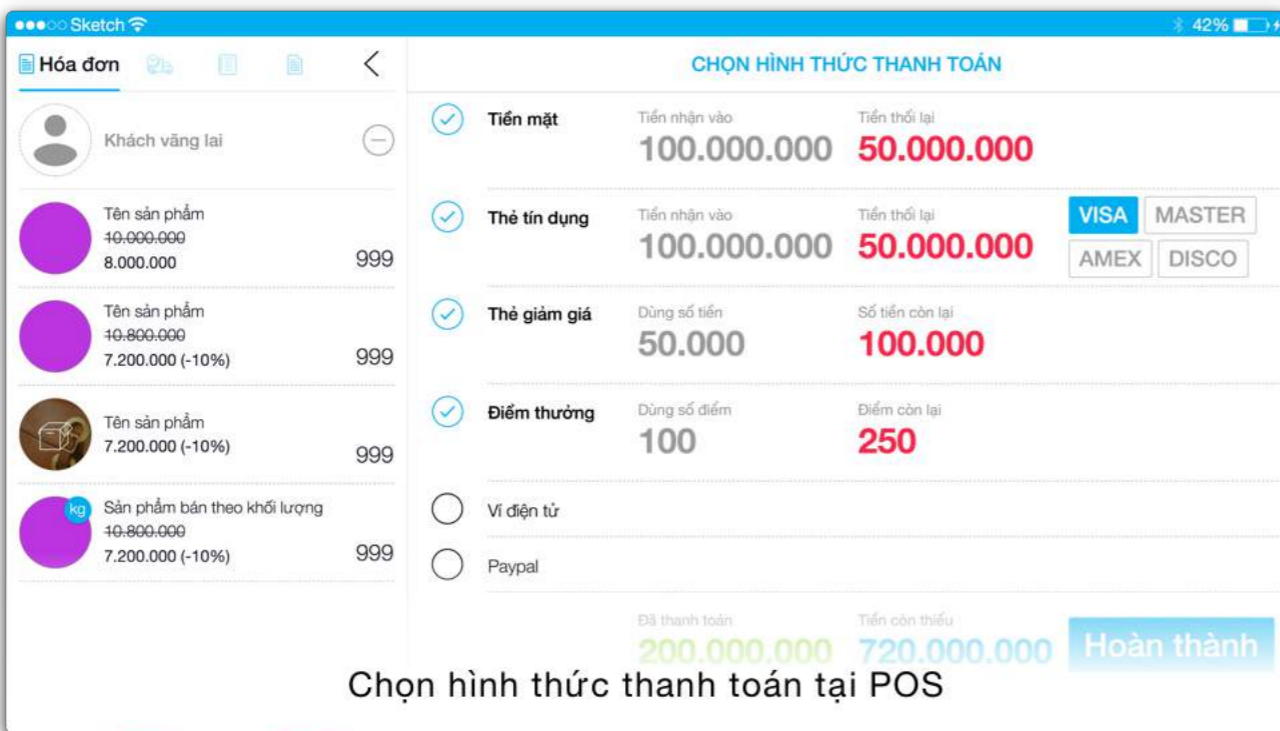 Sketch
42%
Hóa đơn
CHỌN HÌNH THỨC THANH TOÁN
Khách vãng lai
Tên sản phẩm
10.000.000
8.000.000
999
Tên sản phẩm
10.800.000
7.200.000 (-10%)
999
Tên sản phẩm
7.200.000 (-10%)
999
kg
Sản phẩm bán theo khối lượng
10.800.000
7.200.000 (-10%)
999
Tiền mặt
Tiền nhận vào
100.000.000
Tiền thối lại
50.000.000
Thẻ tín dụng
Tiền nhận vào
100.000.000
Tiền thối lại
50.000.000
VISA
MASTER
AMEX
DISCO
Thẻ giảm giá
Dùng số tiền
50.000
Số tiền còn lại
100.000
Điểm thưởng
Dùng số điểm
100
Điểm còn lại
250
Ví điện tử
Paypal
Đã thanh toán
200.000.000
Tiền còn thiếu
720.000.000
Hoàn thành
Chọn hình thức thanh toán tại POS